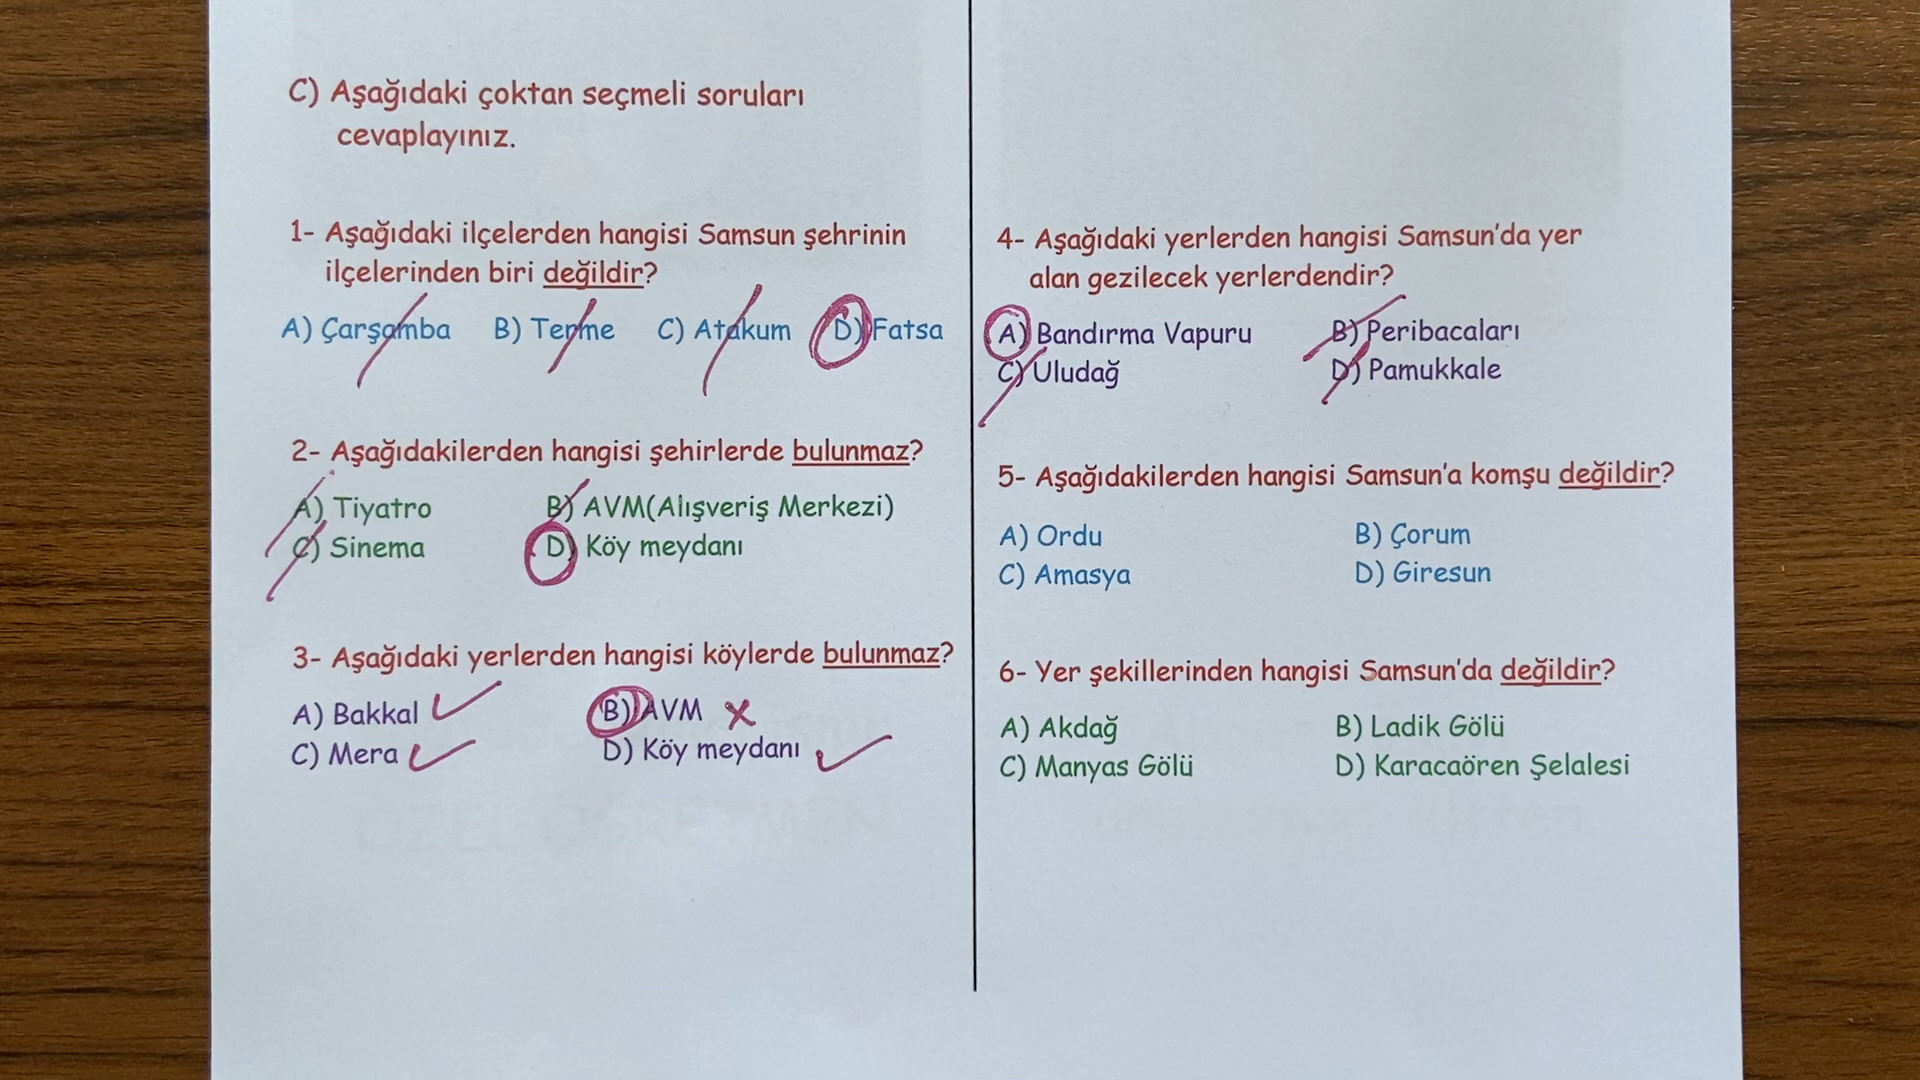 C) Aşağıdaki çoktan seçmeli soruları
cevaplayınız.
1- Aşağıdaki ilçelerden hangisi Samsun şehrinin
ilçelerinden biri değildir?
A) Çarşamba B) Terme C) Atakum D) Fatsa
2- Aşağıdakilerden hangisi şehirlerde bulunmaz?
A) Tiyatro B) AVM(Alışveriş Merkezi)
C) Sinema D) Köy meydanı
3- Aşağıdaki yerlerden hangisi köylerde bulunmaz?
A) Bakkal B) AVM
C) Mera D) Köy meydanı
4- Aşağıdaki yerlerden hangisi Samsun'da yer
alan gezilecek yerlerdendir?
A) Bandırma Vapuru B) Peribacaları
C) Uludağ D) Pamukkale
5- Aşağıdakilerden hangisi Samsun'a komşu değildir?
A) Ordu B) Çorum
C) Amasya D) Giresun
6- Yer şekillerinden hangisi Samsun'da değildir?
A) Akdağ B) Ladik Gölü
C) Manyas Gölü D) Karacaören Şelalesi